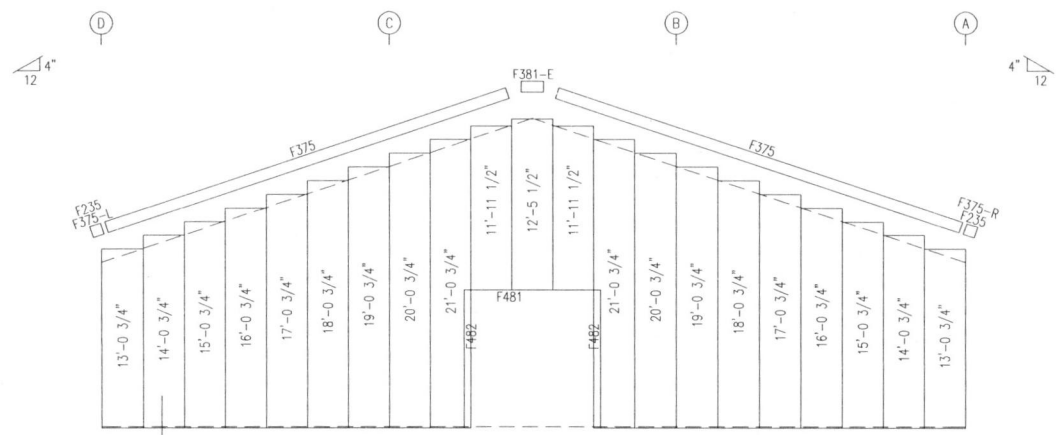 D
C
B
A
4"
12
4"
12
F381-E
F375
F375
F235
F375-L
F375-R
F235
13'-0 3/4"
14'-0 3/4"
15'-0 3/4"
16'-0 3/4"
17'-0 3/4"
18'-0 3/4"
19'-0 3/4"
20'-0 3/4"
21'-0 3/4"
11'-11 1/2"
12'-5 1/2"
11'-11 1/2"
21'-0 3/4"
20'-0 3/4"
19'-0 3/4"
18'-0 3/4"
17'-0 3/4"
16'-0 3/4"
15'-0 3/4"
14'-0 3/4"
13'-0 3/4"
F481
F482
F482